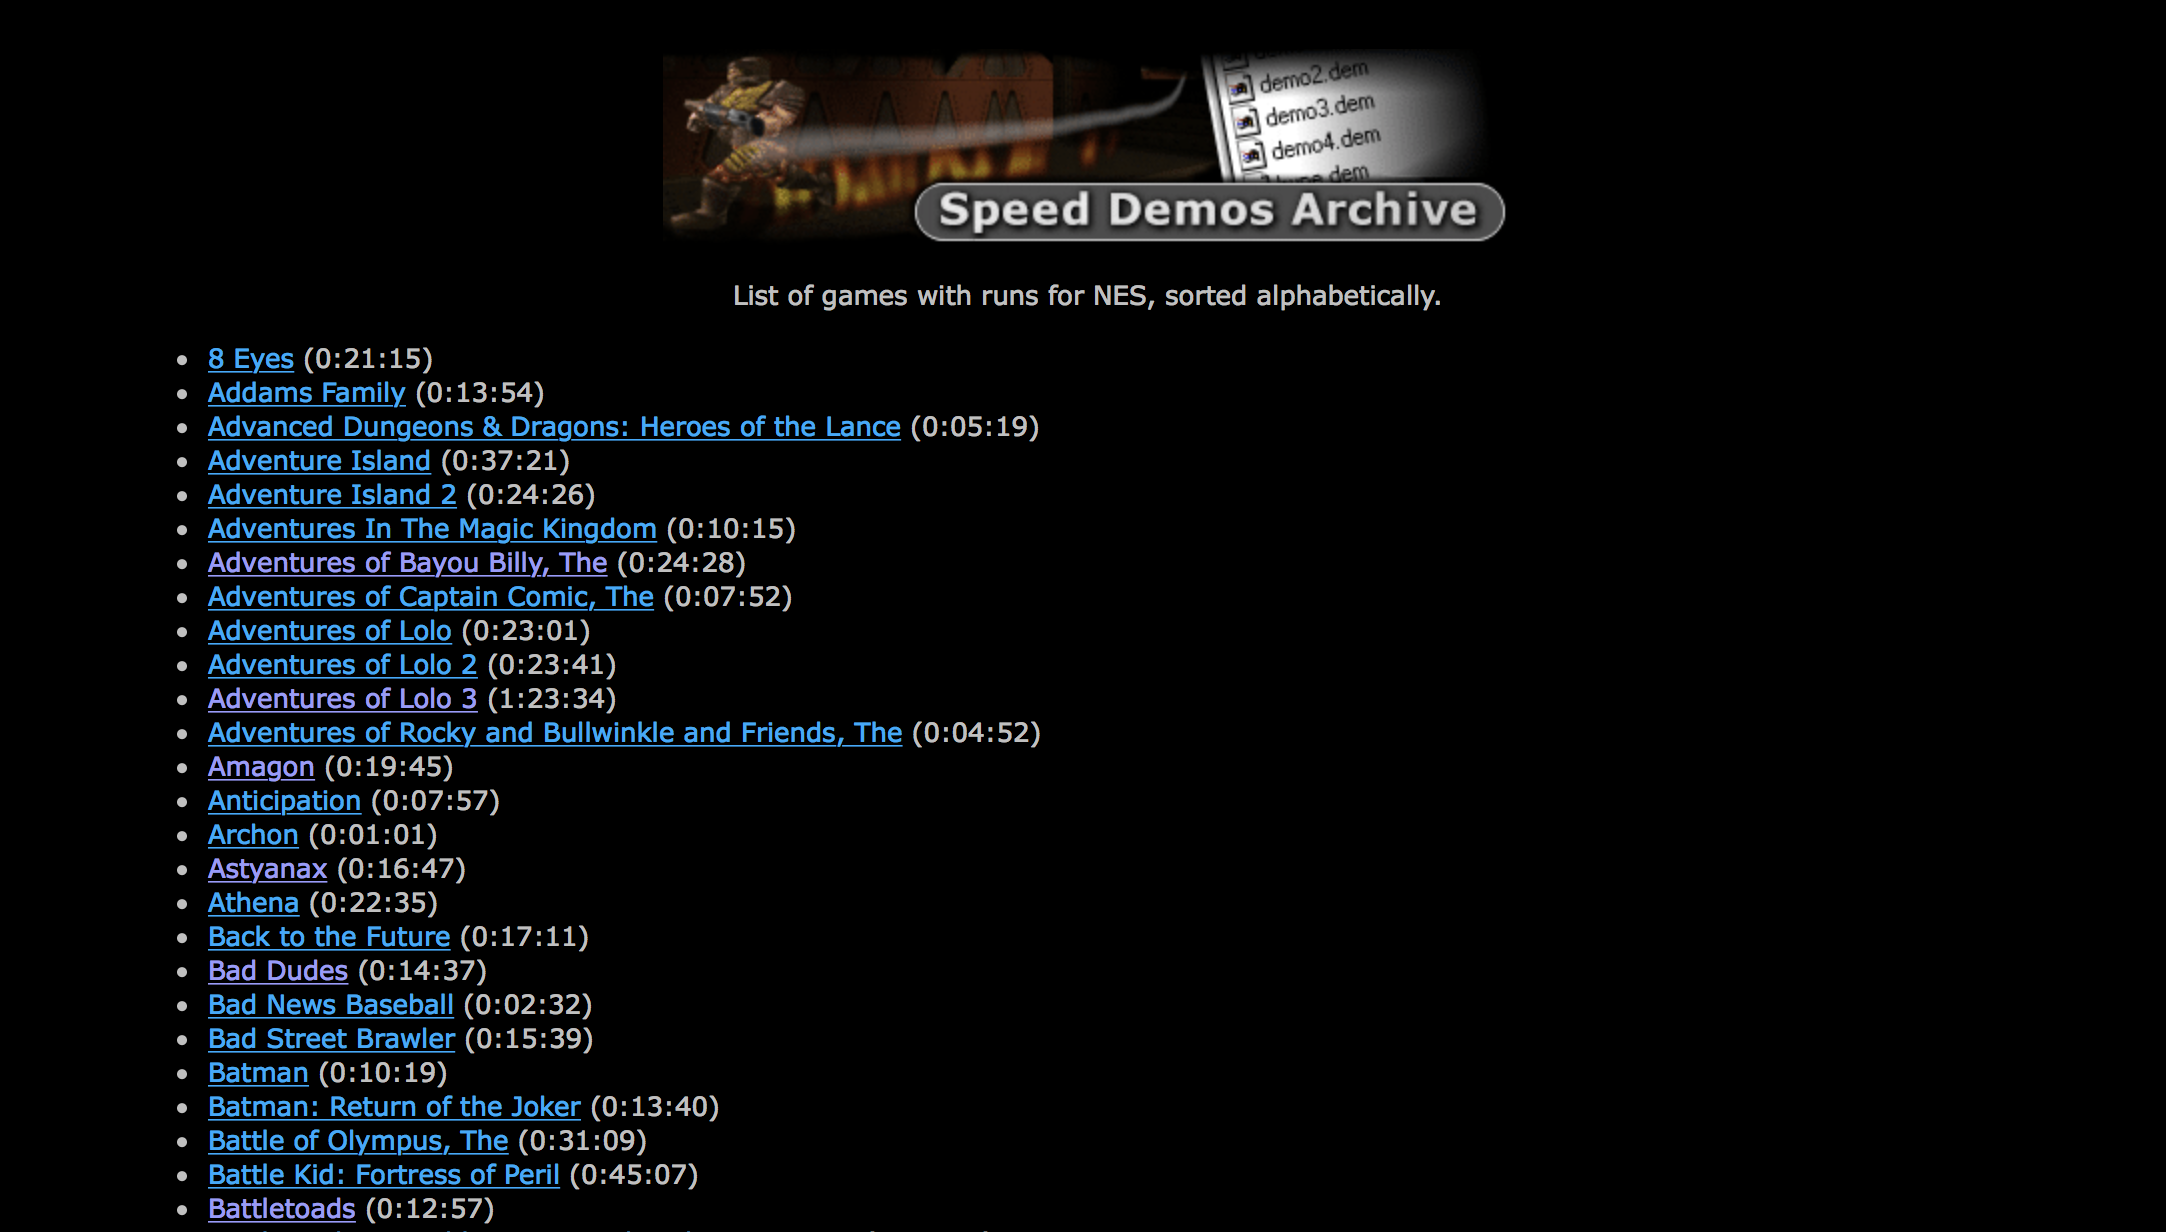 demo2.dem
demo3.dem
demo4.dem
Speed Demos Archive
List of games with runs for NES, sorted alphabetically.
8 Eyes (0:21:15)
Addams Family (0:13:54)
Advanced Dungeons & Dragons: Heroes of the Lance (0:05:19)
Adventure Island (0:37:21)
Adventure Island 2 (0:24:26)
Adventures In The Magic Kingdom (0:10:15)
Adventures of Bayou Billy, The (0:24:28)
Adventures of Captain Comic, The (0:07:52)
Adventures of Lolo (0:23:01)
Adventures of Lolo 2 (0:23:41)
Adventures of Lolo 3 (1:23:34)
Adventures of Rocky and Bullwinkle and Friends, The (0:04:52)
Amagon (0:19:45)
Anticipation (0:07:57)
Archon (0:01:01)
Astyanax (0:16:47)
Athena (0:22:35)
Back to the Future (0:17:11)
Bad Dudes (0:14:37)
Bad News Baseball (0:02:32)
Bad Street Brawler (0:15:39)
Batman (0:10:19)
Batman: Return of the Joker (0:13:40)
Battle of Olympus, The (0:31:09)
Battle Kid: Fortress of Peril (0:45:07)
Battletoads (0:12:57)